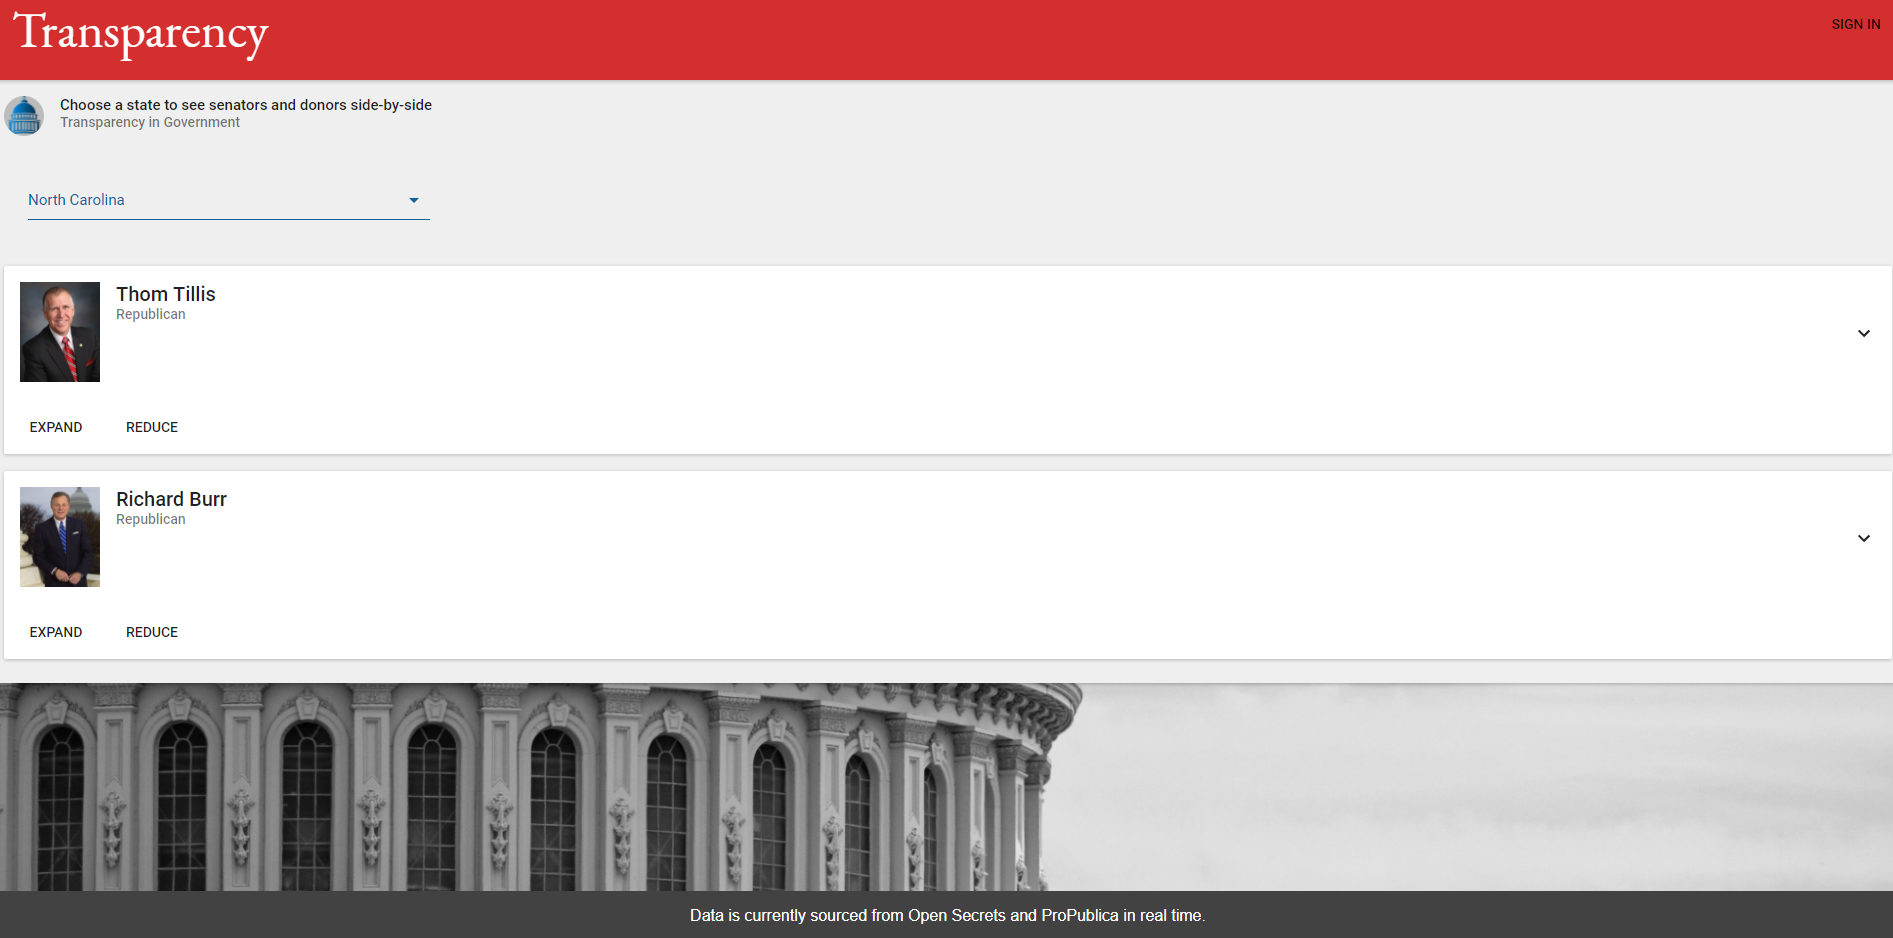 Transparency
SIGN IN
Choose a state to see senators and donors side-by-side
Transparency in Government
North Carolina
Thom Tillis
Republican
EXPAND REDUCE
Richard Burr
Republican
EXPAND REDUCE
Data is currently sourced from Open Secrets and ProPublica in real time.